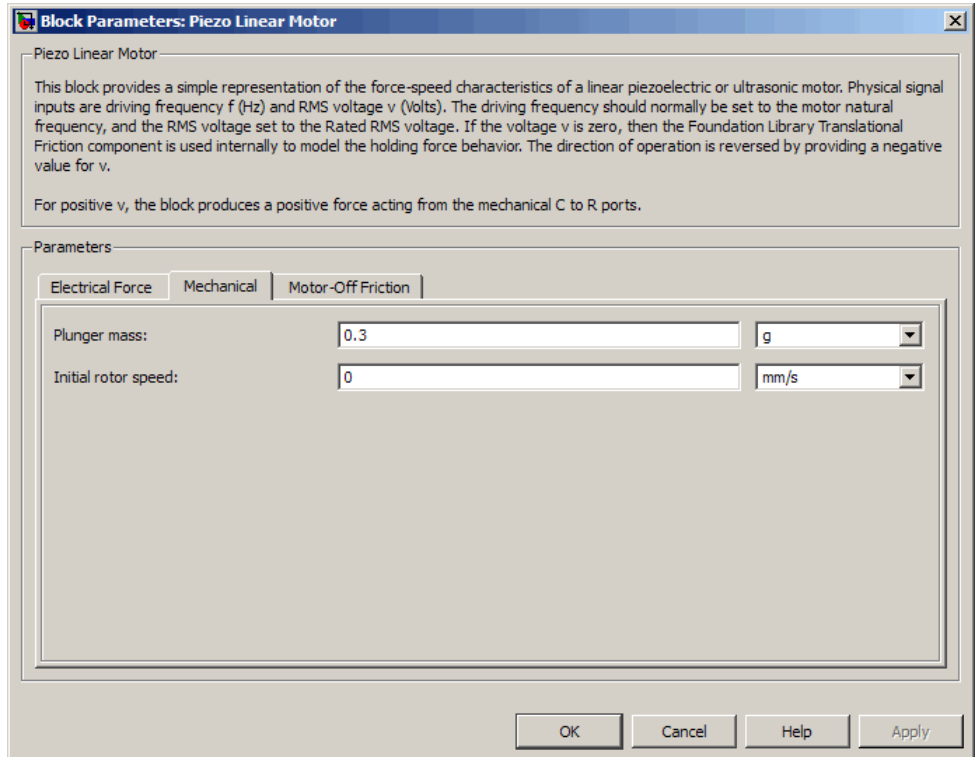 Block Parameters: Piezo Linear Motor
Piezo Linear Motor
This block provides a simple representation of the force-speed characteristics of a linear piezoelectric or ultrasonic motor. Physical signal
inputs are driving frequency f (Hz) and RMS voltage v (Volts). The driving frequency should normally be set to the motor natural
frequency, and the RMS voltage set to the Rated RMS voltage. If the voltage v is zero, then the Foundation Library Translational
Friction component is used internally to model the holding force behavior. The direction of operation is reversed by providing a negative
value for v.
For positive v, the block produces a positive force acting from the mechanical C to R ports.
Parameters
Electrical Force Mechanical Motor-Off Friction
Plunger mass: 0.3 g
Initial rotor speed: 0 mm/s
OK Cancel Help Apply